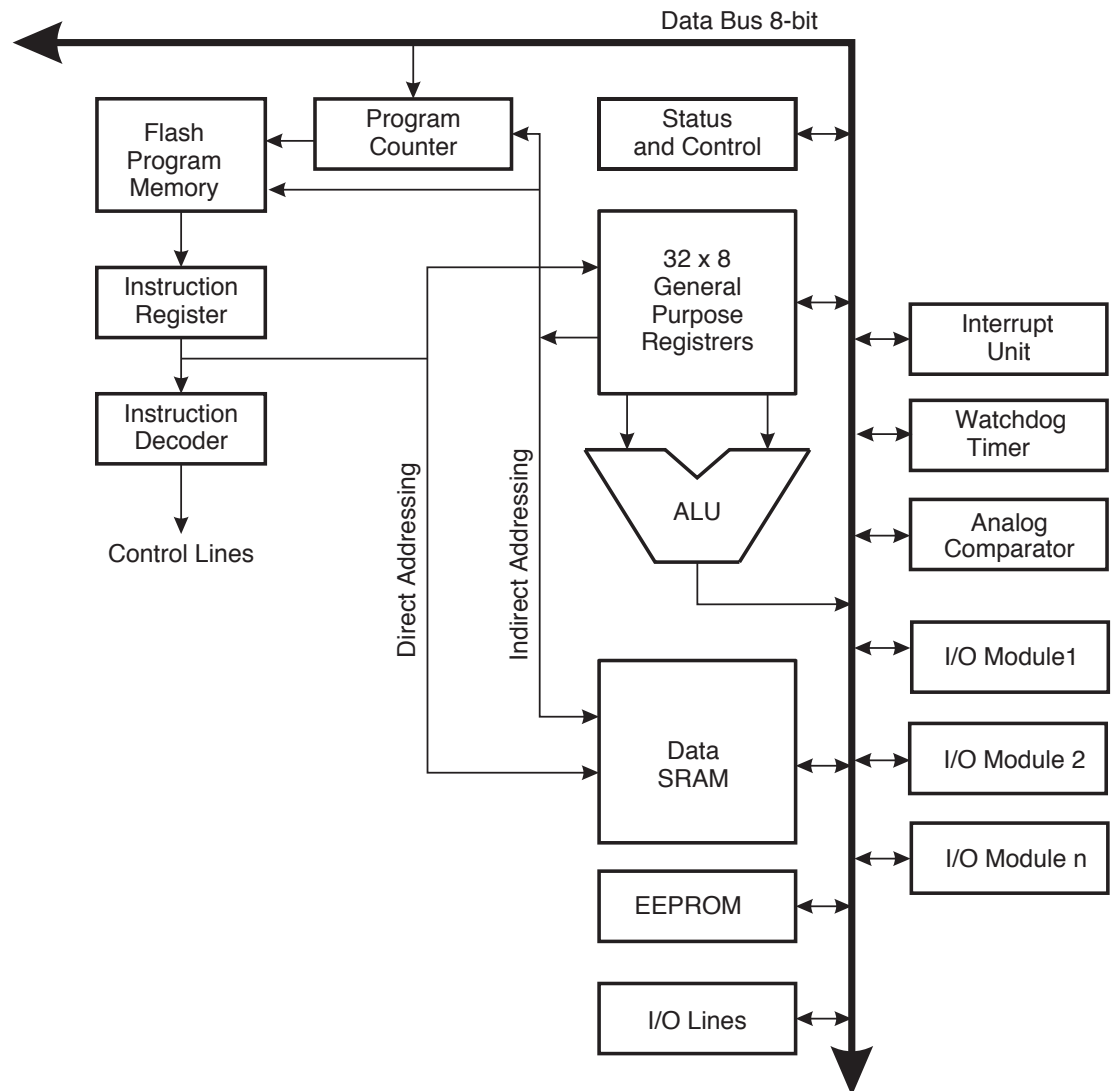 Data Bus 8-bit
Flash
Program
Memory
Program
Counter
Status
and Control
32 x 8
General
Purpose
Registrers
Instruction
Register
Instruction
Decoder
Control Lines
Direct Addressing
Indirect Addressing
ALU
Interrupt
Unit
Watchdog
Timer
Analog
Comparator
I/O Module1
Data
SRAM
I/O Module 2
I/O Module n
EEPROM
I/O Lines